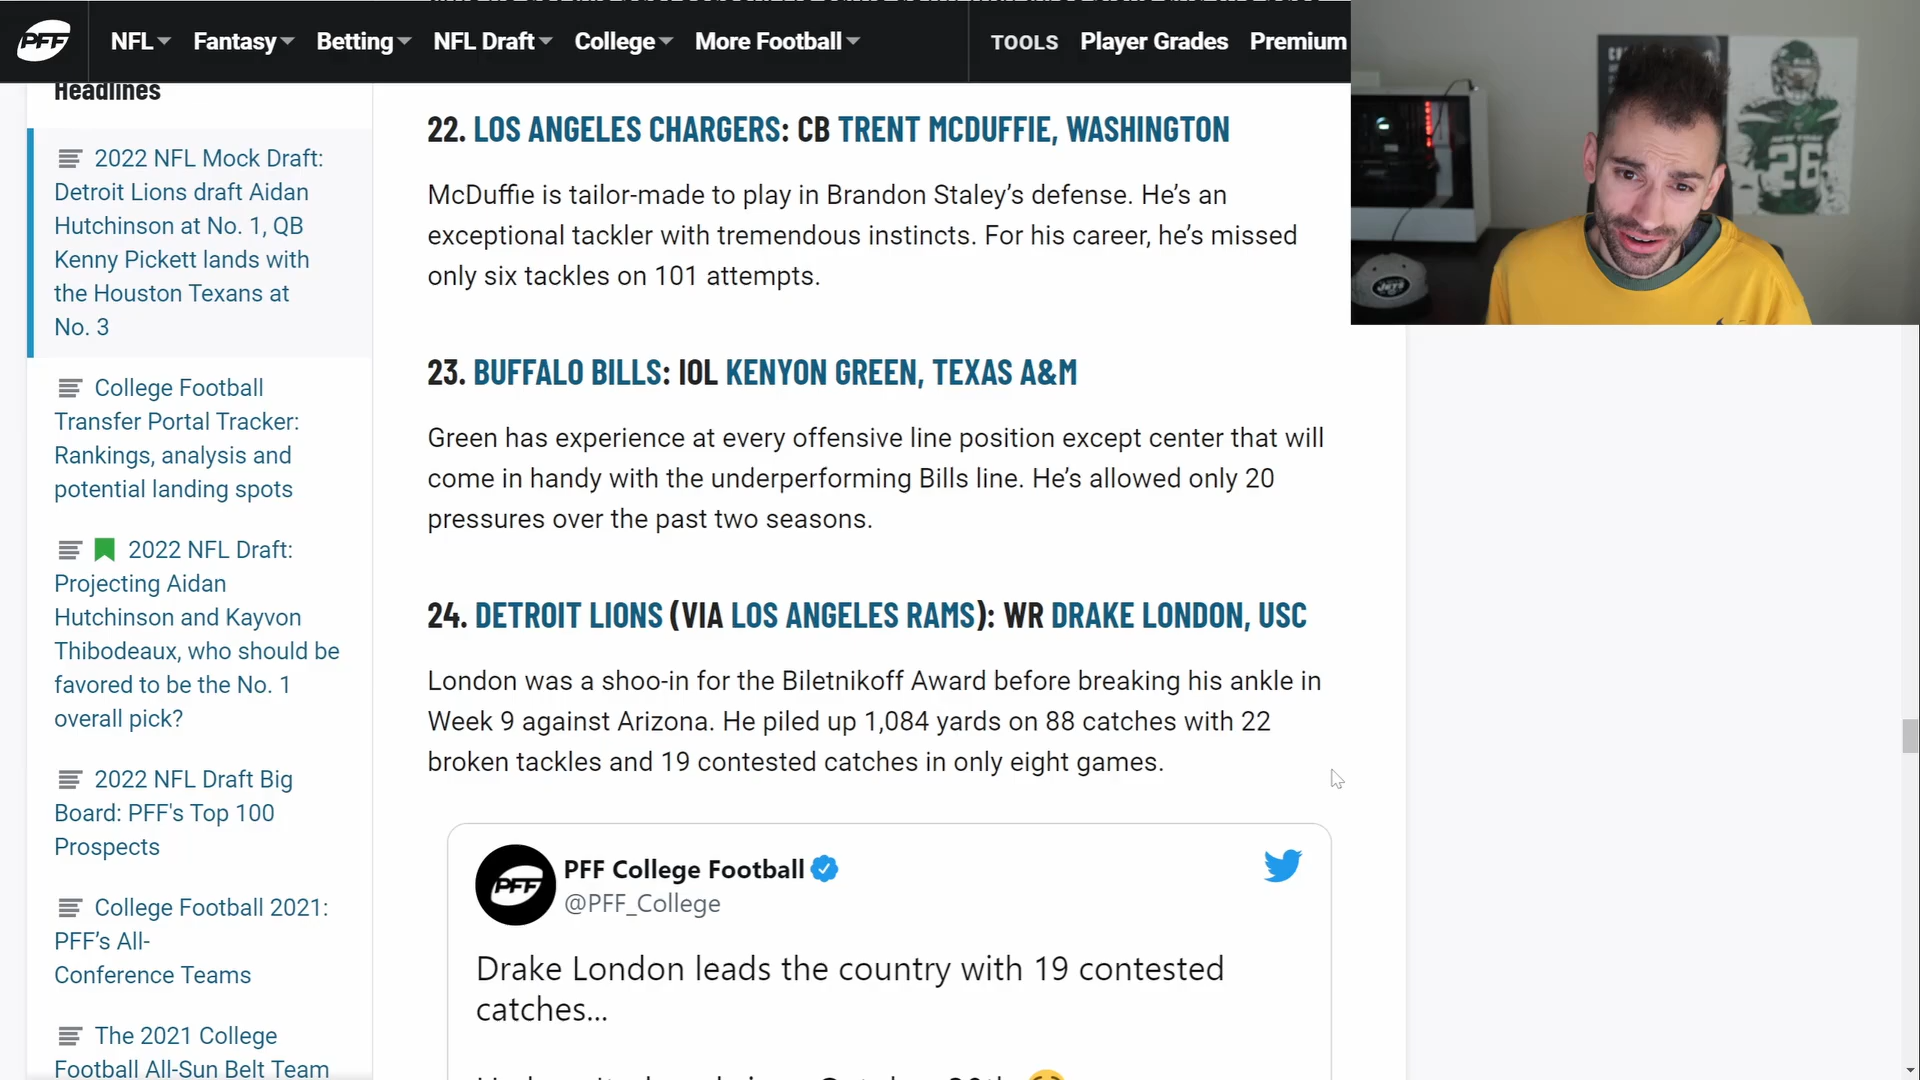 PFF
NFL
Fantasy
Betting
NFL Draft
College
More Football
TOOLS
Player Grades
Premium
Headlines
2022 NFL Mock Draft:
Detroit Lions draft Aidan
Hutchinson at No. 1, QB
Kenny Pickett lands with
the Houston Texans at
No. 3
College Football
Transfer Portal Tracker:
Rankings, analysis and
potential landing spots
2022 NFL Draft:
Projecting Aidan
Hutchinson and Kayvon
Thibodeaux, who should be
favored to be the No. 1
overall pick?
2022 NFL Draft Big
Board: PFF's Top 100
Prospects
College Football 2021:
PFF’s All-
Conference Teams
The 2021 College
Football All-Sun Belt Team
22. LOS ANGELES CHARGERS: CB TRENT MCDUFFIE, WASHINGTON
McDuffie is tailor-made to play in Brandon Staley’s defense. He’s an
exceptional tackler with tremendous instincts. For his career, he’s missed
only six tackles on 101 attempts.
23. BUFFALO BILLS: IOL KENYON GREEN, TEXAS A&M
Green has experience at every offensive line position except center that will
come in handy with the underperforming Bills line. He’s allowed only 20
pressures over the past two seasons.
24. DETROIT LIONS (VIA LOS ANGELES RAMS): WR DRAKE LONDON, USC
London was a shoo-in for the Biletnikoff Award before breaking his ankle in
Week 9 against Arizona. He piled up 1,084 yards on 88 catches with 22
broken tackles and 19 contested catches in only eight games.
PFF
PFF College Football
@PFF_College
Drake London leads the country with 19 contested
catches...
JETS
NEW YORK
26